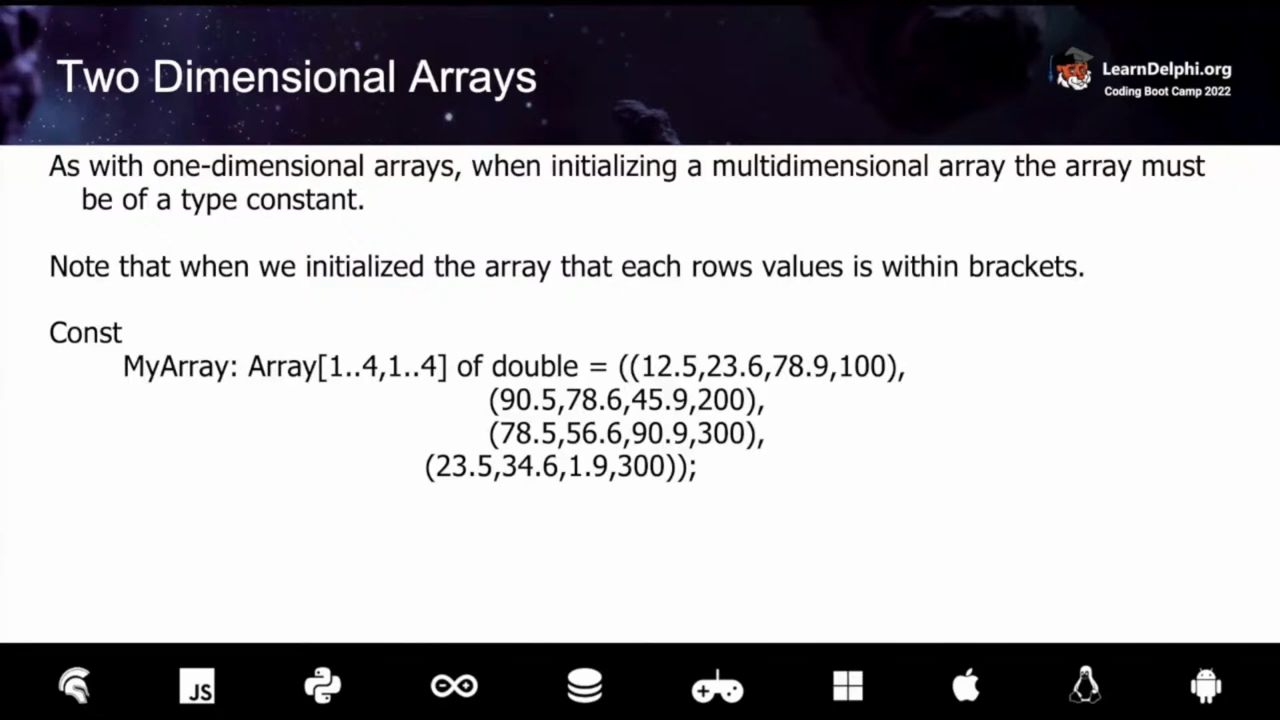 Two Dimensional Arrays
LearnDelphi.org
Coding Boot Camp 2022
As with one-dimensional arrays, when initializing a multidimensional array the array must
be of a type constant.
Note that when we initialized the array that each rows values is within brackets.
Const
MyArray: Array[1..4,1..4] of double = ((12.5,23.6,78.9,100),
(90.5,78.6,45.9,200),
(78.5,56.6,90.9,300),
(23.5,34.6,1.9,300));
JS